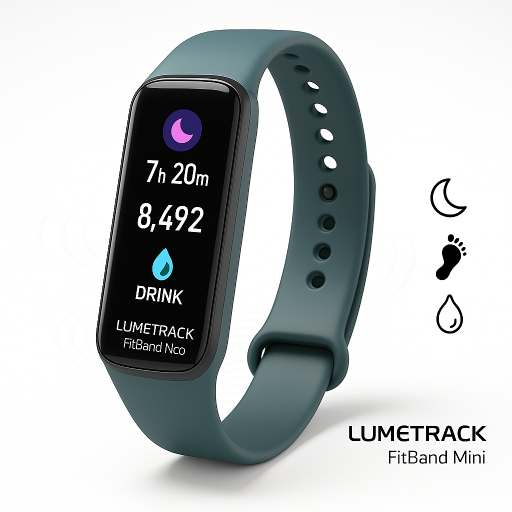 7h 20m
8,492
DRINK
LUMETRACK
FitBand Nco
LUMETRACK
FitBand Mini